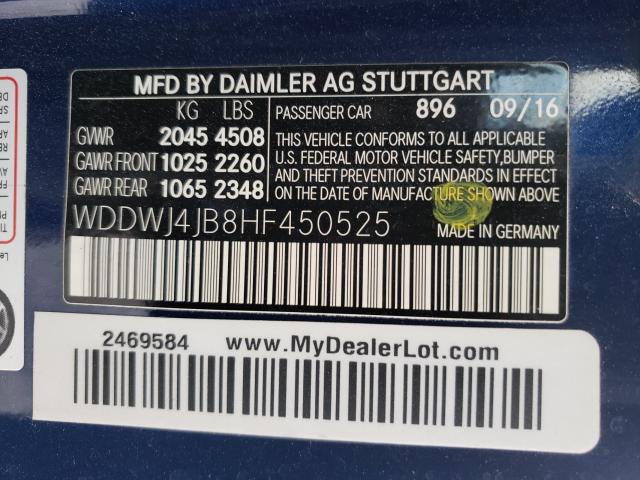 MFD BY DAIMLER AG STUTTGART
KG LBS
GVWR 2045 4508
GAWR FRONT 1025 2260
GAWR REAR 1065 2348
PASSENGER CAR 896 09/16
THIS VEHICLE CONFORMS TO ALL APPLICABLE
U.S. FEDERAL MOTOR VEHICLE SAFETY,BUMPER
AND THEFT PREVENTION STANDARDS IN EFFECT
ON THE DATE OF MANUFACTURE SHOWN ABOVE
WDDWJ4JB8HF450525
MADE IN GERMANY
2469584 www.MyDealerLot.com